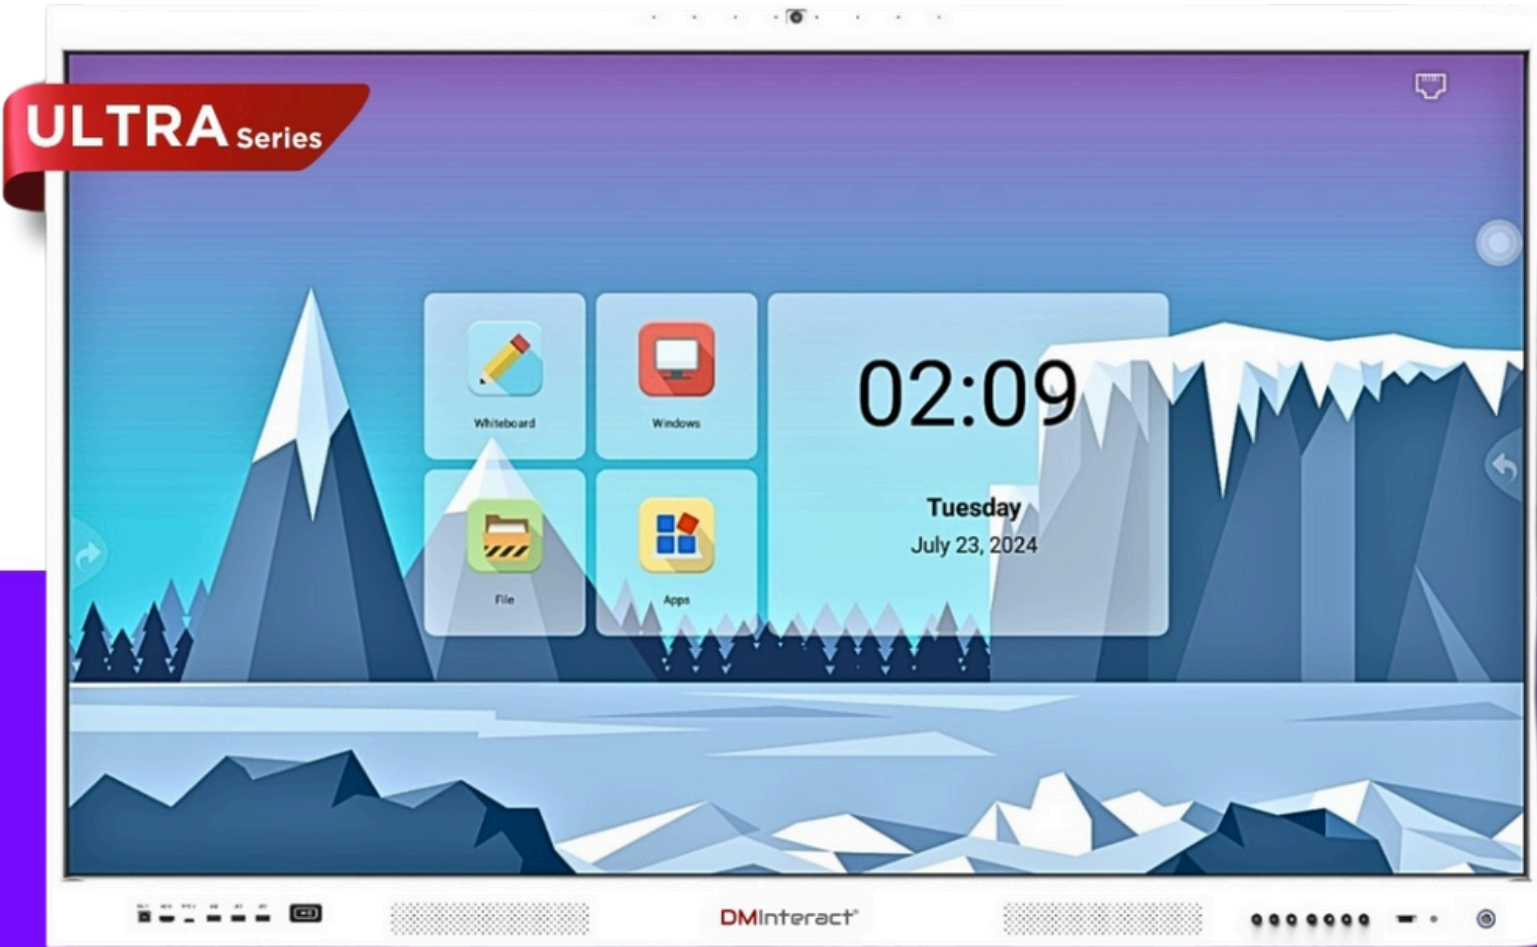 ULTRA Series
Whiteboard
Windows
02:09
Tuesday
July 23, 2024
File
Apps
DMInteract®